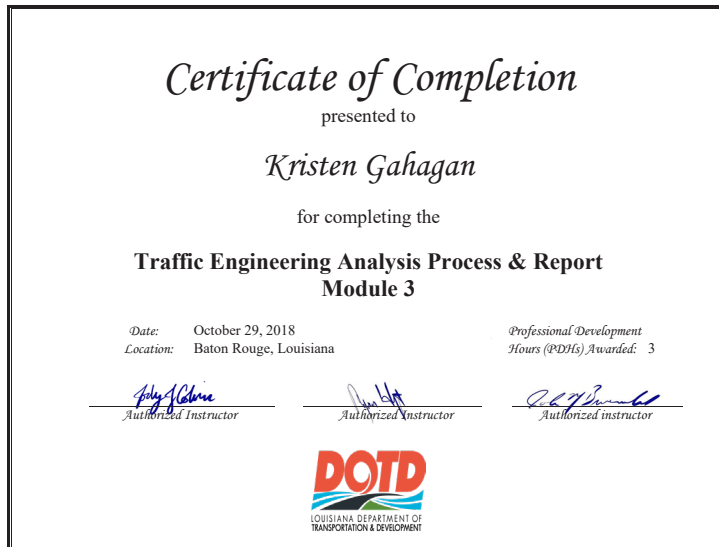 Certificate of Completion
presented to
Kristen Gahagan
for completing the
Traffic Engineering Analysis Process & Report
Module 3
Date: October 29, 2018
Location: Baton Rouge, Louisiana
Professional Development
Hours (PDHs) Awarded: 3
Authorized Instructor
Authorized Instructor
Authorized instructor
DOTD
LOUISIANA DEPARTMENT OF
TRANSPORTATION & DEVELOPMENT